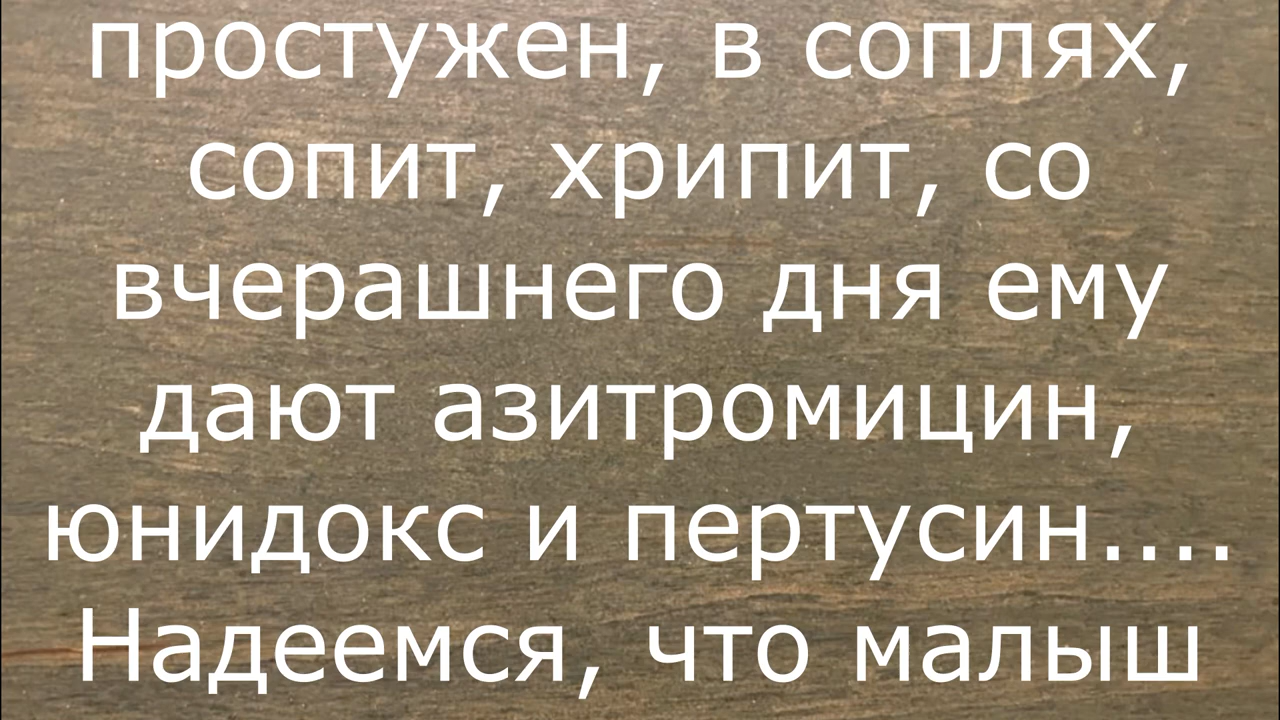 простужен, в соплях,
сопит, хрипит, со
вчерашнего дня ему
дают азитромицин,
юнидокс и пертусин....
Надеемся, что малыш